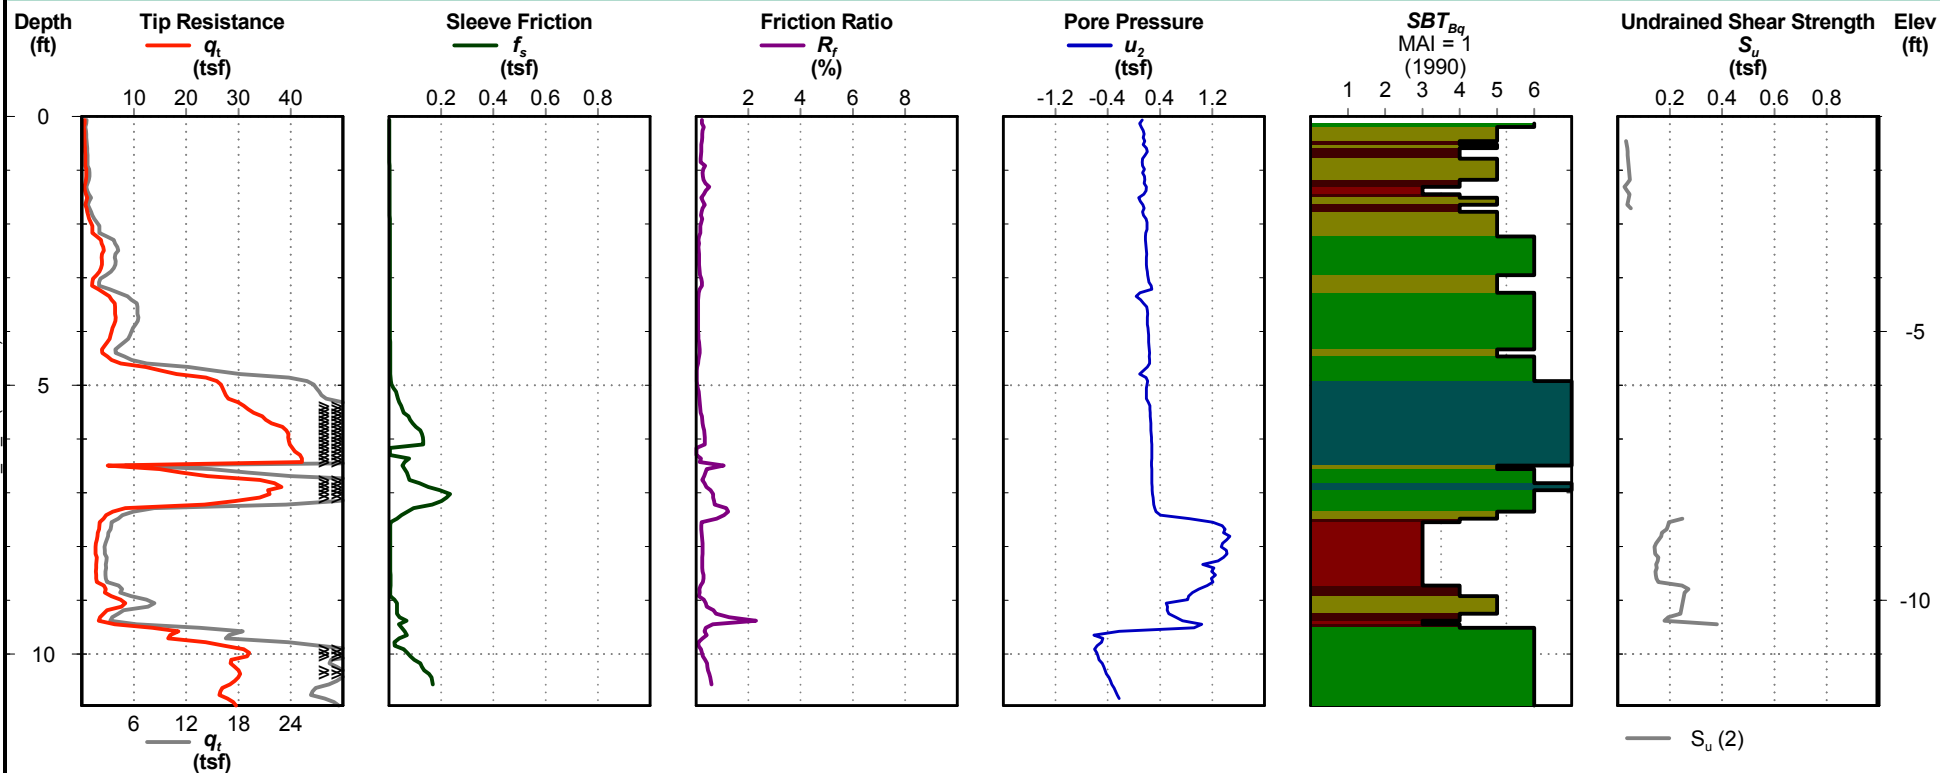 Depth
(ft)
Tip Resistance
qt
(tsf)
Sleeve Friction
fs
(tsf)
Friction Ratio
Rf
(%)
Pore Pressure
u2
(tsf)
SBTBq
MAI = 1
(1990)
Undrained Shear Strength
Su
(tsf)
Elev
(ft)
10 20 30 40
0.2 0.4 0.6 0.8
2 4 6 8
-1.2 -0.4 0.4 1.2
1 2 3 4 5 6
0.2 0.4 0.6 0.8
0
5
10
-5
-10
6 12 18 24
qt
(tsf)
Su (2)